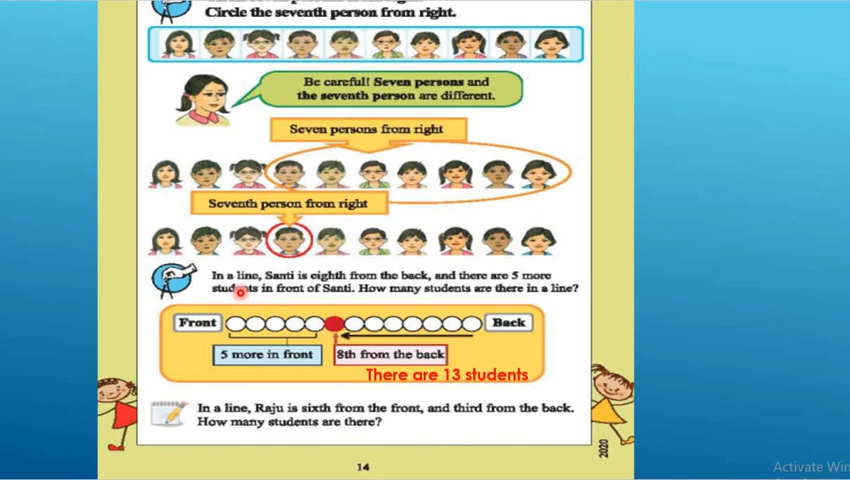 Circle the seventh person from right.
Be careful! Seven persons and
the seventh person are different.
Seven persons from right
Seventh person from right
In a line, Santi is eighth from the back, and there are 5 more
students in front of Santi. How many students are there in a line?
Front
Back
5 more in front
8th from the back
There are 13 students
In a line, Raju is sixth from the front, and third from the back.
How many students are there?
2020
14
Activate Win